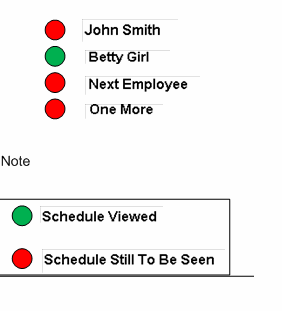 John Smith
Betty Girl
Next Employee
One More
Note
Schedule Viewed
Schedule Still To Be Seen